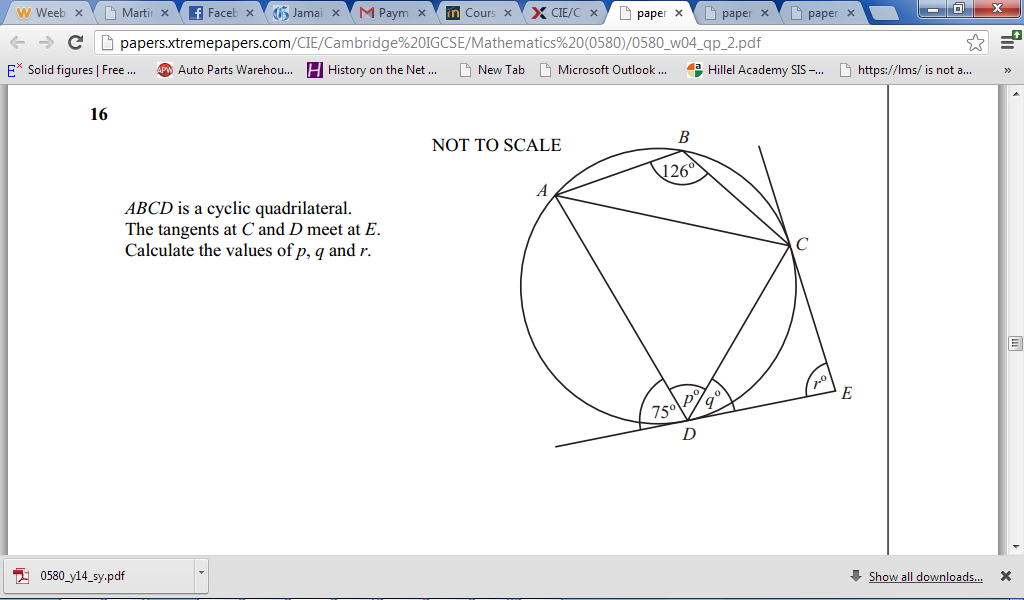 Weeb
Martin
Faceb
Jamai
Paym
Cours
CIE/C
paper
paper
paper
papers.xtremepapers.com/CIE/Cambridge%20IGCSE/Mathematics%20(0580)/0580_w04_qp_2.pdf
Solid figures | Free ...
Auto Parts Warehou...
History on the Net ...
New Tab
Microsoft Outlook ...
Hillel Academy SIS –...
https://lms/ is not a...
»
16
NOT TO SCALE
ABCD is a cyclic quadrilateral.
The tangents at C and D meet at E.
Calculate the values of p, q and r.
B
126°
A
C
r°
E
75°
p°
q°
D
0580_y14_sy.pdf
Show all downloads...